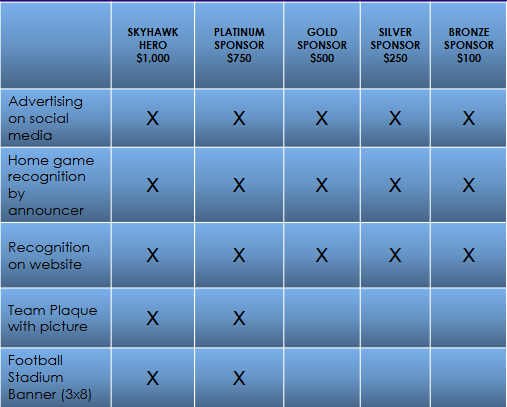 SKYHAWK HERO $1,000 PLATINUM SPONSOR $750 GOLD SPONSOR $500 SILVER SPONSOR $250 BRONZE SPONSOR $100
Advertising
on social
media
X X X X X
Home game
recognition
by
announcer
X X X X X
Recognition
on website
X X X X X
Team Plaque
with picture
X X
Football
Stadium
Banner (3x8)
X X